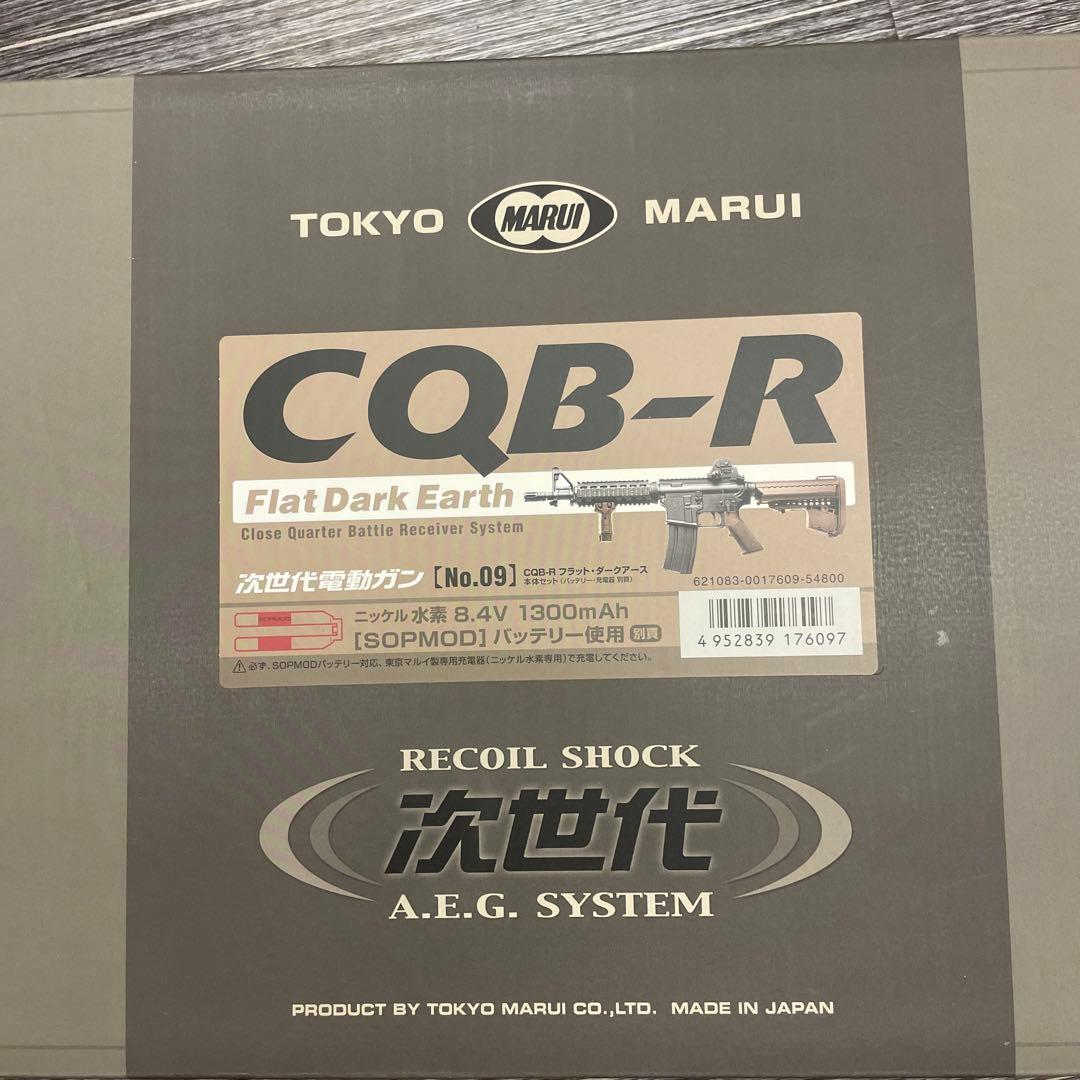 TOKYO MARUI MARUI
CQB-R
Flat Dark Earth
Close Quarter Battle Receiver System
次世代電動ガン [No.09] CQB-R フラット・ダークアース
本体セット(バッテリー・充電器 別買)
621083-0017609-54800
SOPMOD
ニッケル水素 8.4V 1300mAh
[SOPMOD] バッテリー使用 別買
4 952839 176097
⚠必ず、SOPMODバッテリー対応、東京マルイ製専用充電器(ニッケル水素専用)で充電してください。
RECOIL SHOCK
次世代
A.E.G. SYSTEM
PRODUCT BY TOKYO MARUI CO.,LTD. MADE IN JAPAN